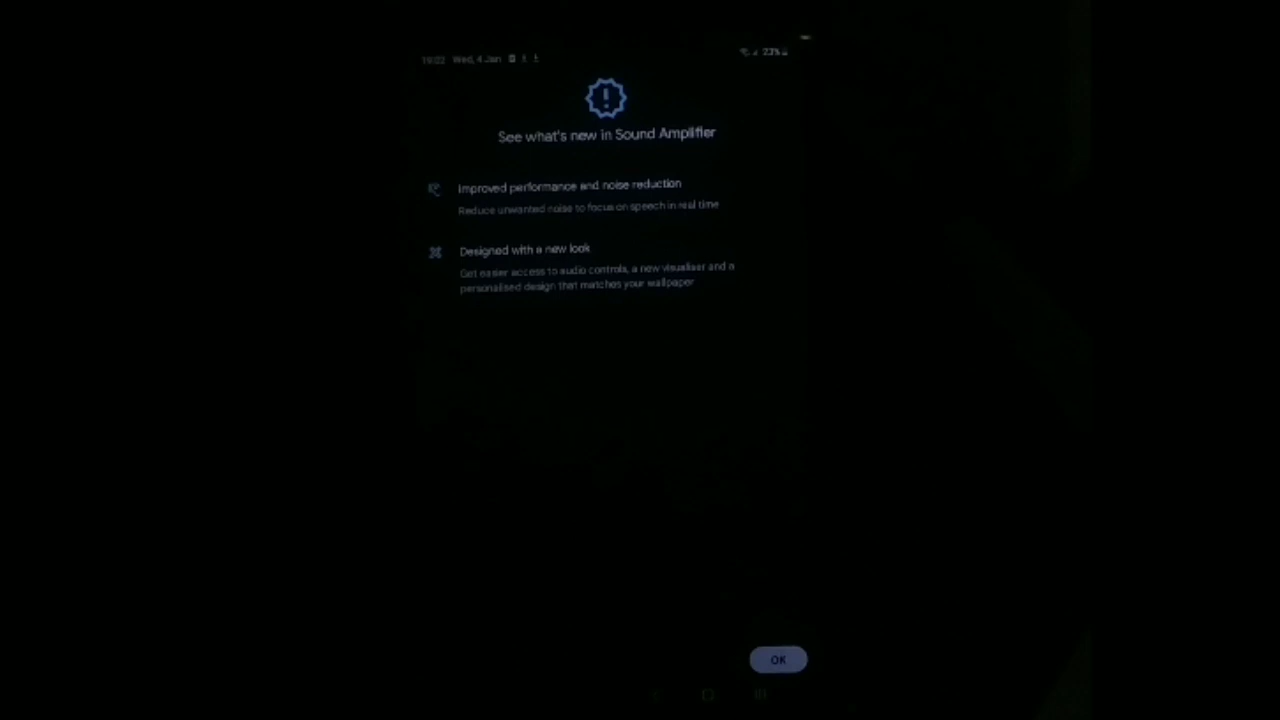 19:02 Wed, 4 Jan
23%
See what's new in Sound Amplifier
Improved performance and noise reduction
Reduce unwanted noise to focus on speech in real time
Designed with a new look
Get easier access to audio controls, a new visualiser and a
personalised design that matches your wallpaper
OK